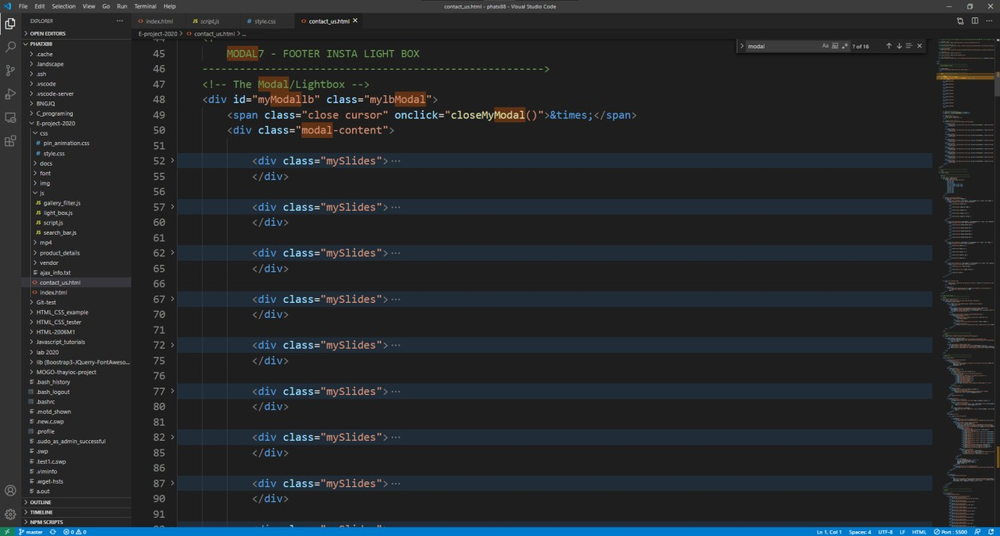 File Edit Selection View Go Run Terminal Help
contact_us.html - phatx88 - Visual Studio Code
EXPLORER
OPEN EDITORS
PHATX88
.cache
.landscape
.ssh
.vscode
.vscode-server
BNGJQ
C_programing
E-project-2020
css
pin_animation.css
style.css
docs
font
img
js
gallery_filter.js
light_box.js
script.js
search_bar.js
mp4
product_details
vendor
ajax_info.txt
contact_us.html
index.html
Git-test
HTML_CSS_example
HTML_CSS_tester
HTML-2006M1
Javascript_tutorials
lab 2020
lib (Boostrap3-JQuerry-FontAweso...
MOGO-thayloc-project
.bash_history
.bash_logout
.bashrc
.motd_shown
.new.c.swp
.profile
.sudo_as_admin_successful
.swp
.test1.c.swp
.viminfo
.wget-hsts
a.out
OUTLINE
TIMELINE
NPM SCRIPTS
index.html script.js style.css contact_us.html
E-project-2020 > contact_us.html > ...
modal Aa ? of 16
44 <!--
45 MODAL7 - FOOTER INSTA LIGHT BOX
46 ------------------------------------------------------->
47 <!-- The Modal/Lightbox -->
48 <div id="myModallb" class="mylbModal">
49 <span class="close cursor" onclick="closeMyModal()">&times;</span>
50 <div class="modal-content">
51
52 <div class="mySlides">...
55 </div>
56
57 <div class="mySlides">...
60 </div>
61
62 <div class="mySlides">...
65 </div>
66
67 <div class="mySlides">...
70 </div>
71
72 <div class="mySlides">...
75 </div>
76
77 <div class="mySlides">...
80 </div>
81
82 <div class="mySlides">...
85 </div>
86
87 <div class="mySlides">...
90 </div>
91
92 <div class="mySlides">
master 0 0
Ln 1, Col 1 Spaces: 4 UTF-8 LF HTML Port : 5500